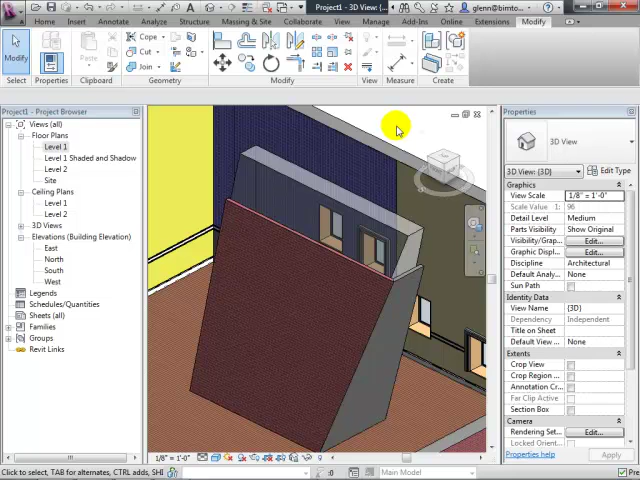 Project1 - 3D View: {
glenn@bimto...
Home Insert Annotate Analyze Structure Massing & Site Collaborate View Manage Add-Ins Online Extensions Modify
Modify Properties Paste Cope Cut Join
Select Properties Clipboard Geometry Modify View Measure Create
Modify
Level 1 - Project Browser
Views (all)
Floor Plans
Level 1
Level 1 Shaded and Shadow
Level 2
Site
Ceiling Plans
Level 1
Level 2
3D Views
Elevations (Building Elevation)
East
North
South
West
Legends
Schedules/Quantities
Sheets (all)
Families
Groups
Revit Links
Properties
3D View
3D View: {3D} Edit Type
Graphics
View Scale 1/8" = 1'-0"
Scale Value 1: 96
Detail Level Medium
Parts Visibility Show Original
Visibility/Grap... Edit...
Graphic Displ... Edit...
Discipline Architectural
Default Analy... None
Sun Path
Identity Data
View Name {3D}
Dependency Independent
Title on Sheet
Default View ... None
Extents
Crop View
Crop Region ...
Annotation Cr...
Far Clip Active
Section Box
Camera
Rendering Set... Edit...
Locked Orient...
Properties help Apply
1/8" = 1'-0"
Click to select, TAB for alternates, CTRL adds, SHI :0 Main Model Pre